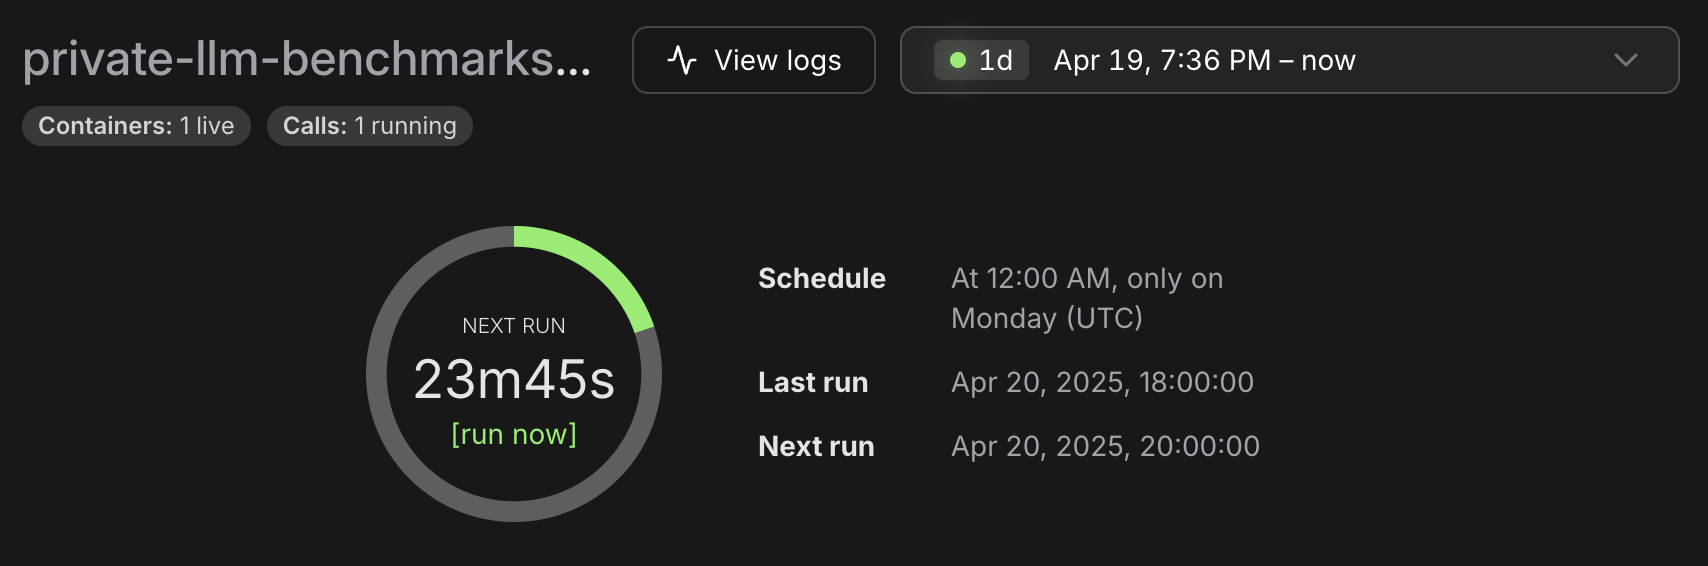 private-llm-benchmarks...
View logs
1d Apr 19, 7:36 PM – now
Containers: 1 live
Calls: 1 running
NEXT RUN
23m45s
[run now]
Schedule
At 12:00 AM, only on
Monday (UTC)
Last run
Apr 20, 2025, 18:00:00
Next run
Apr 20, 2025, 20:00:00